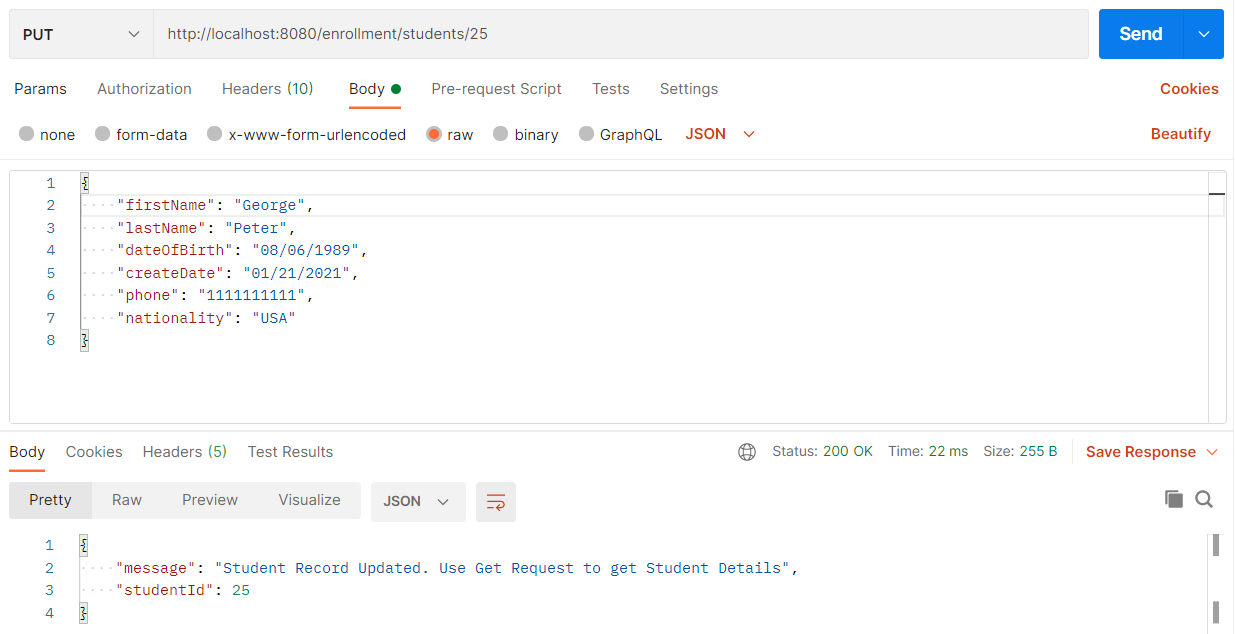 PUT http://localhost:8080/enrollment/students/25 Send
Params Authorization Headers (10) Body Pre-request Script Tests Settings Cookies
none form-data x-www-form-urlencoded raw binary GraphQL JSON Beautify
1 {
2 "firstName": "George",
3 "lastName": "Peter",
4 "dateOfBirth": "08/06/1989",
5 "createDate": "01/21/2021",
6 "phone": "1111111111",
7 "nationality": "USA"
8 }
Body Cookies Headers (5) Test Results Status: 200 OK Time: 22 ms Size: 255 B Save Response
Pretty Raw Preview Visualize JSON
1 {
2 "message": "Student Record Updated. Use Get Request to get Student Details",
3 "studentId": 25
4 }